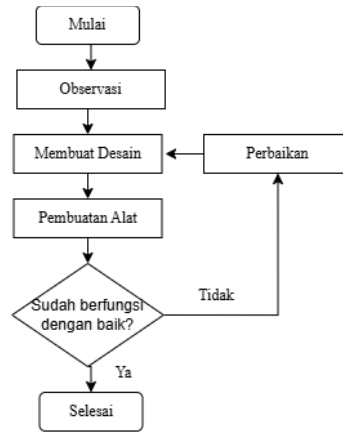 Mulai
Observasi
Membuat Desain
Perbaikan
Pembuatan Alat
Sudah berfungsi
dengan baik?
Tidak
Ya
Selesai